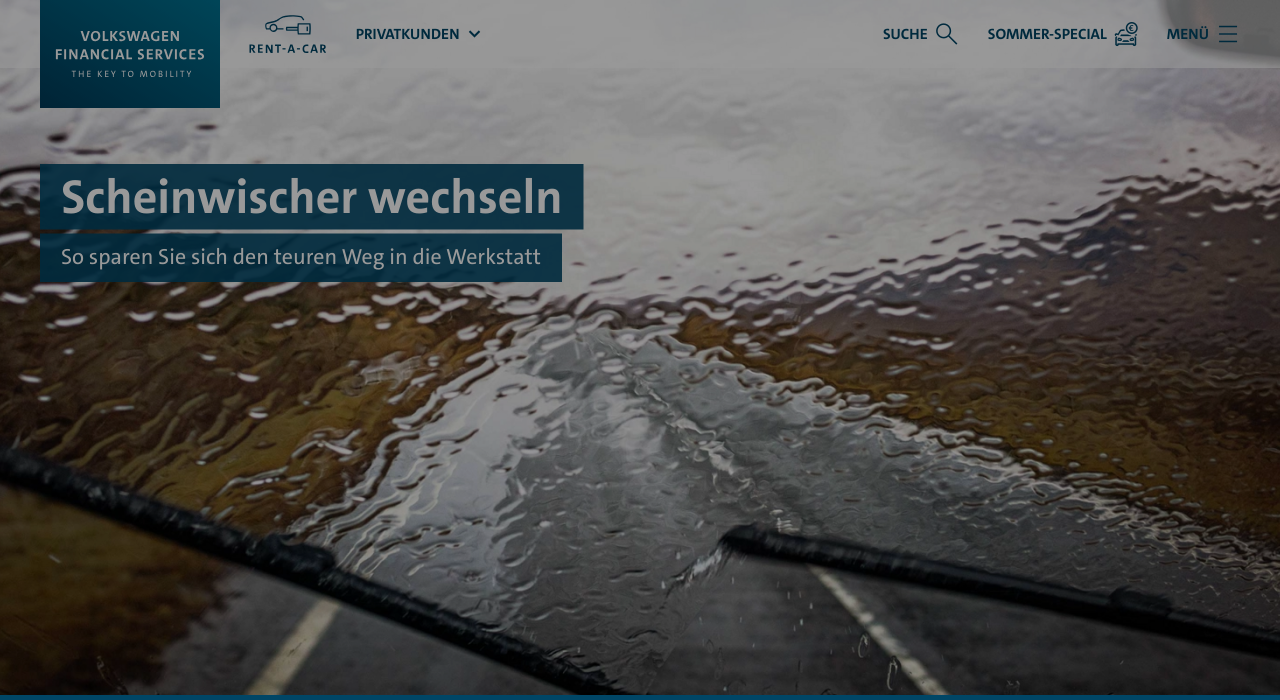 VOLKSWAGEN
FINANCIAL SERVICES
THE KEY TO MOBILITY
RENT-A-CAR
PRIVATKUNDEN
SUCHE
SOMMER-SPECIAL
€
MENÜ
Scheinwischer wechseln
So sparen Sie sich den teuren Weg in die Werkstatt